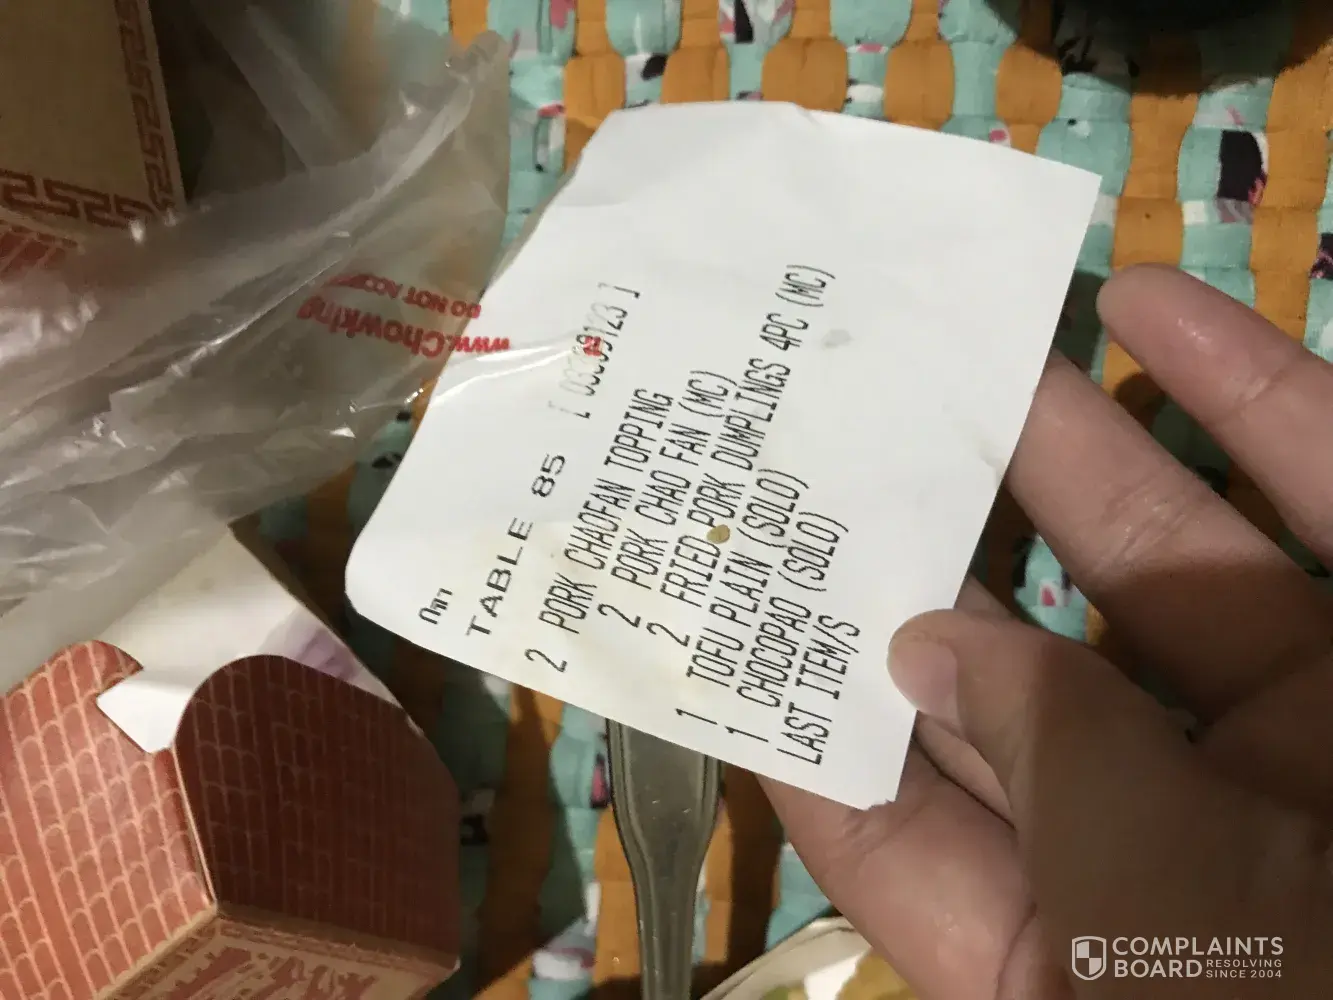 TABLE 85
2 PORK CHAOFAN TOPPING
2 PORK CHAO FAN (MC)
2 FRIED PORK DUMPLINGS 4PC (MC)
1 TOFU PLAIN (SOLO)
1 CHOCOPAO (SOLO)
LAST ITEM/S
www.Chowking
DO NOT ACCEPT
COMPLAINTS
BOARD RESOLVING
SINCE 2004